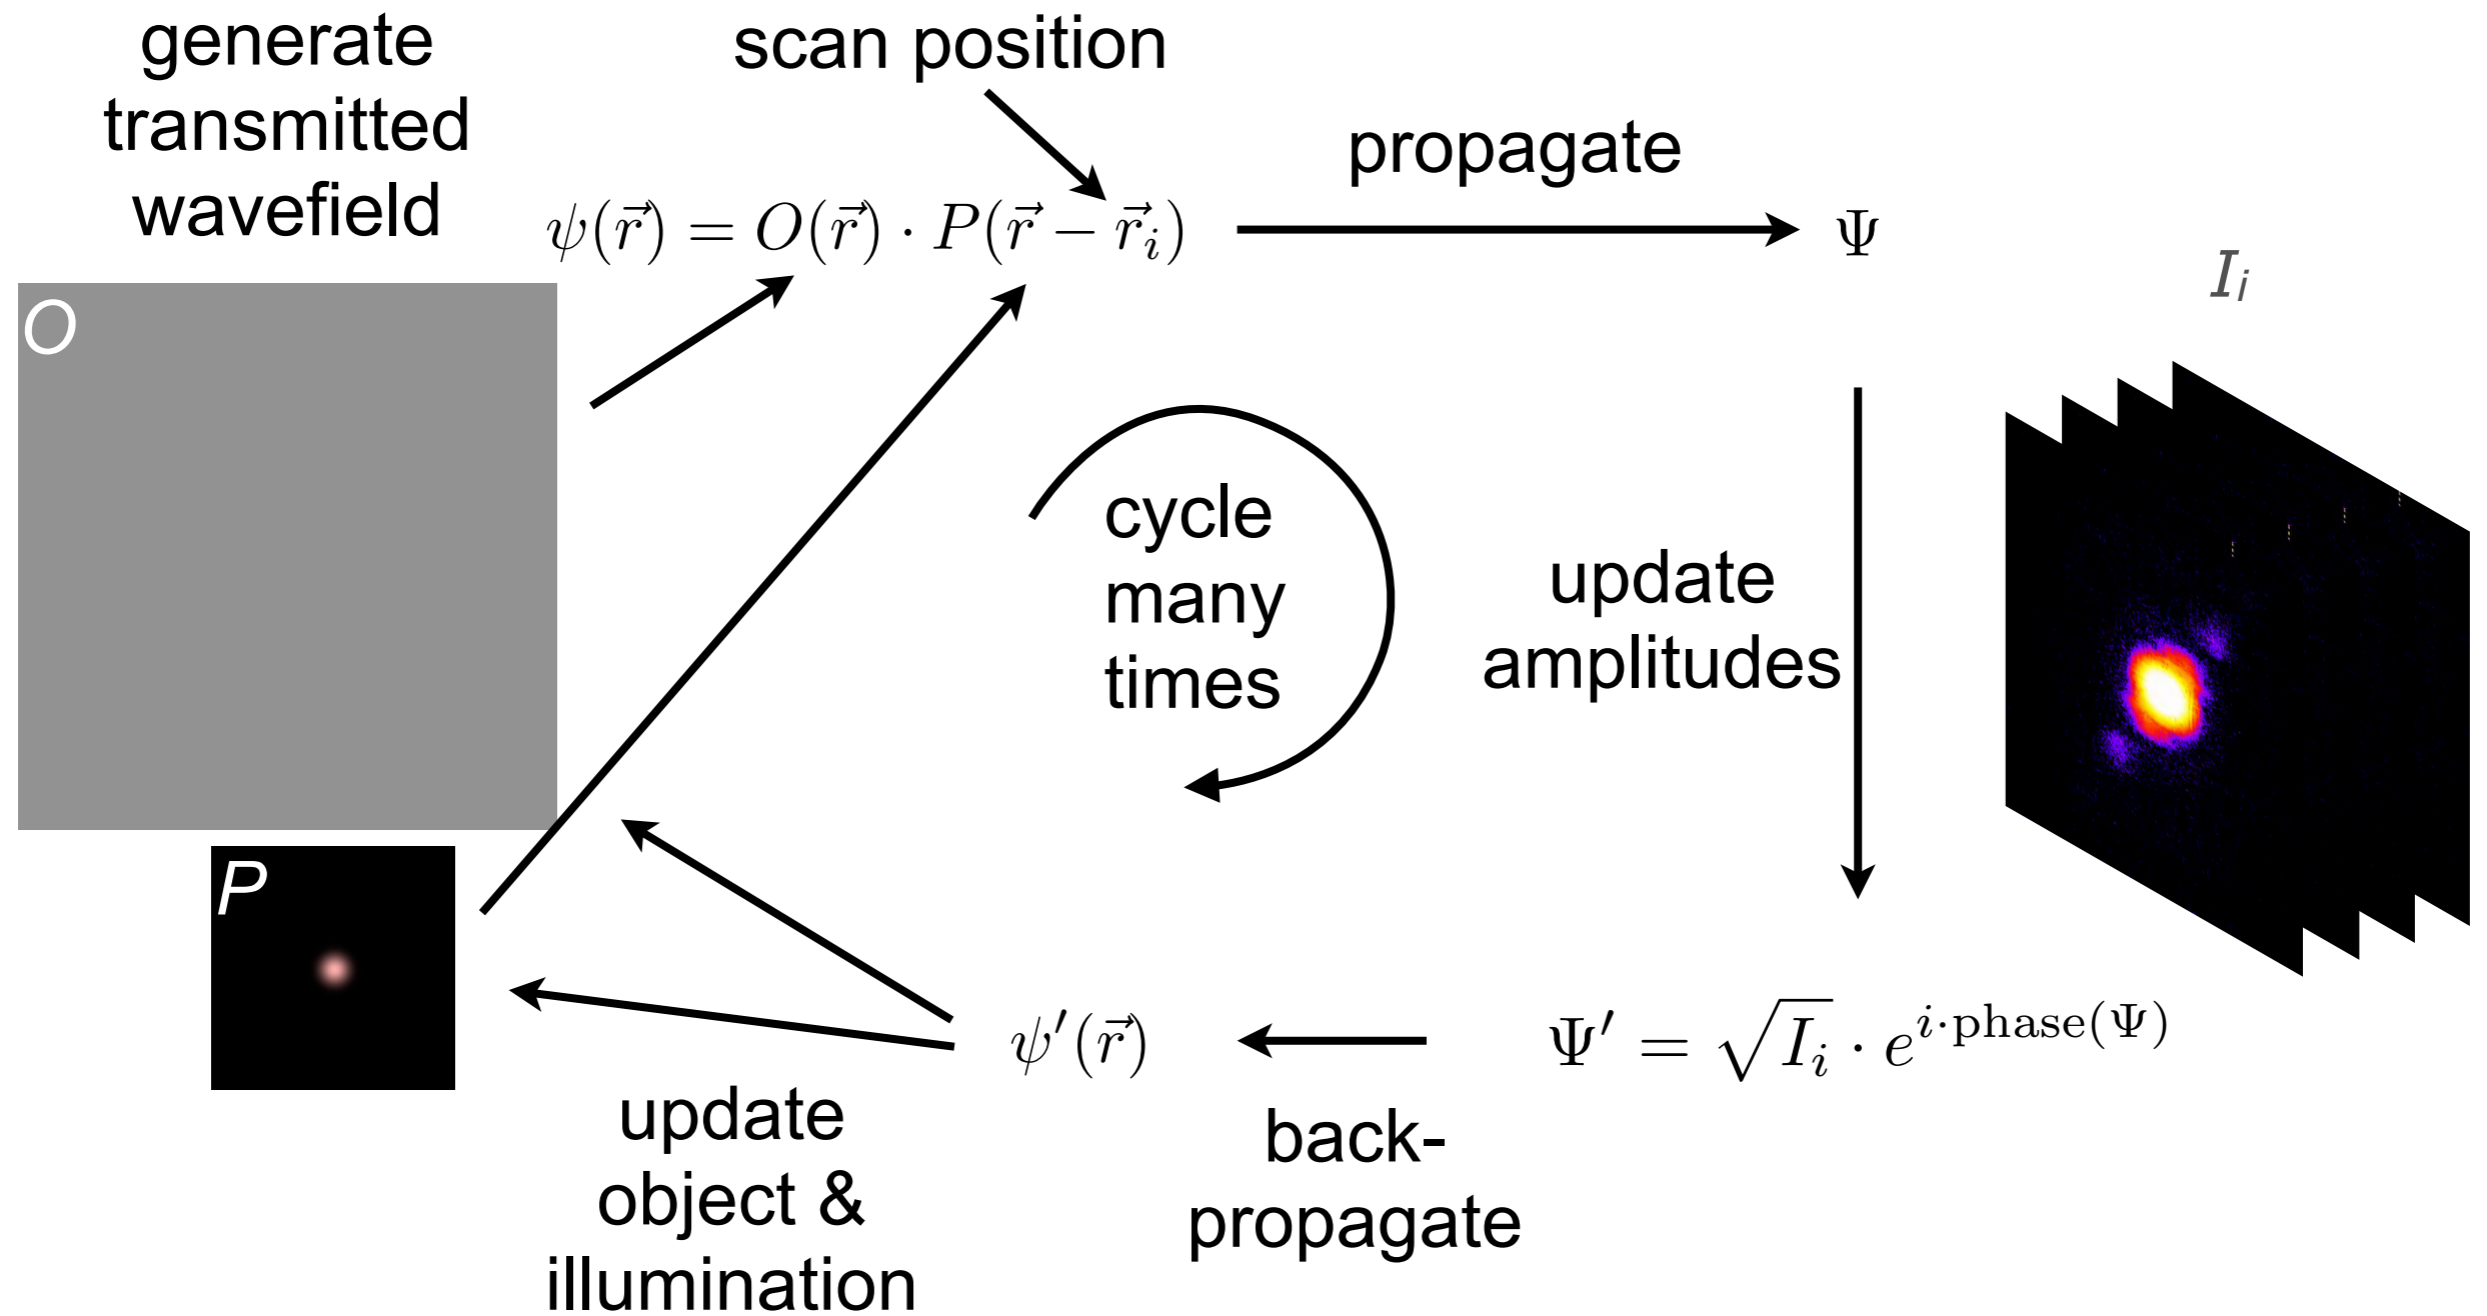 generate
transmitted
wavefield
scan position
propagate
ψ(r⃗) = O(r⃗) · P(r⃗ − r⃗ᵢ)
Ψ
Iᵢ
O
cycle
many
times
update
amplitudes
P
ψ′(r⃗)
Ψ′ = √Iᵢ · e^{i·phase(Ψ)}
update
object &
illumination
back-
propagate